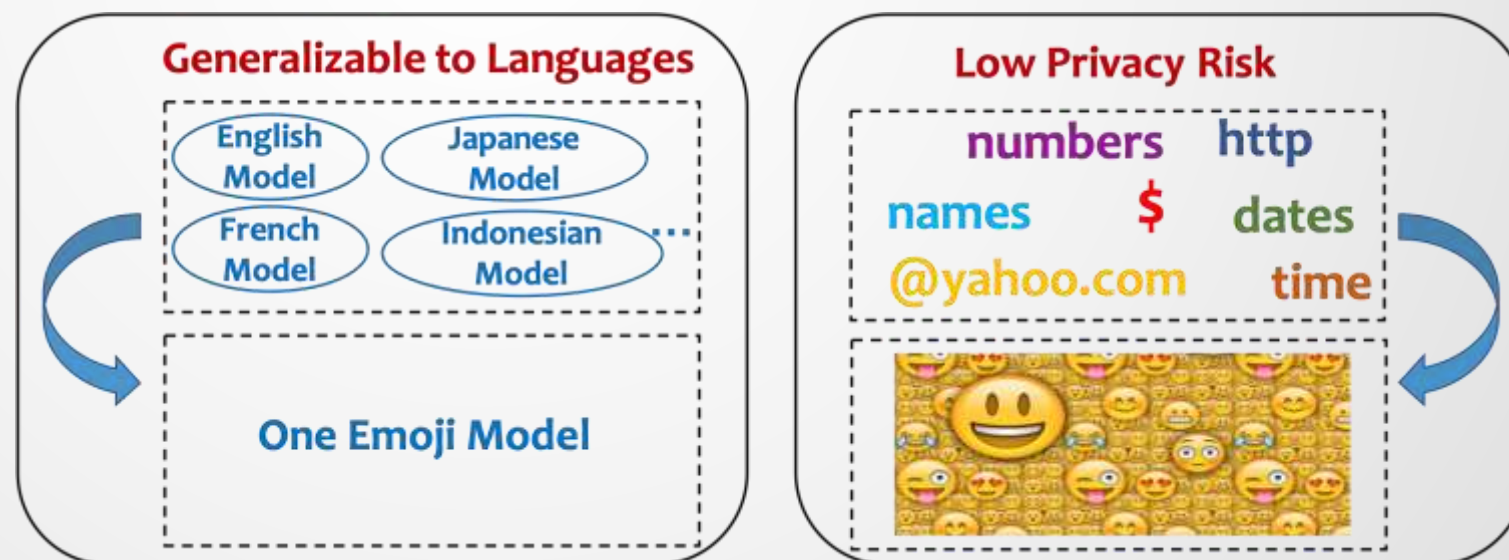 Generalizable to Languages
English
Model
Japanese
Model
French
Model
Indonesian
Model
...
One Emoji Model
Low Privacy Risk
numbers http
names $ dates
@yahoo.com time